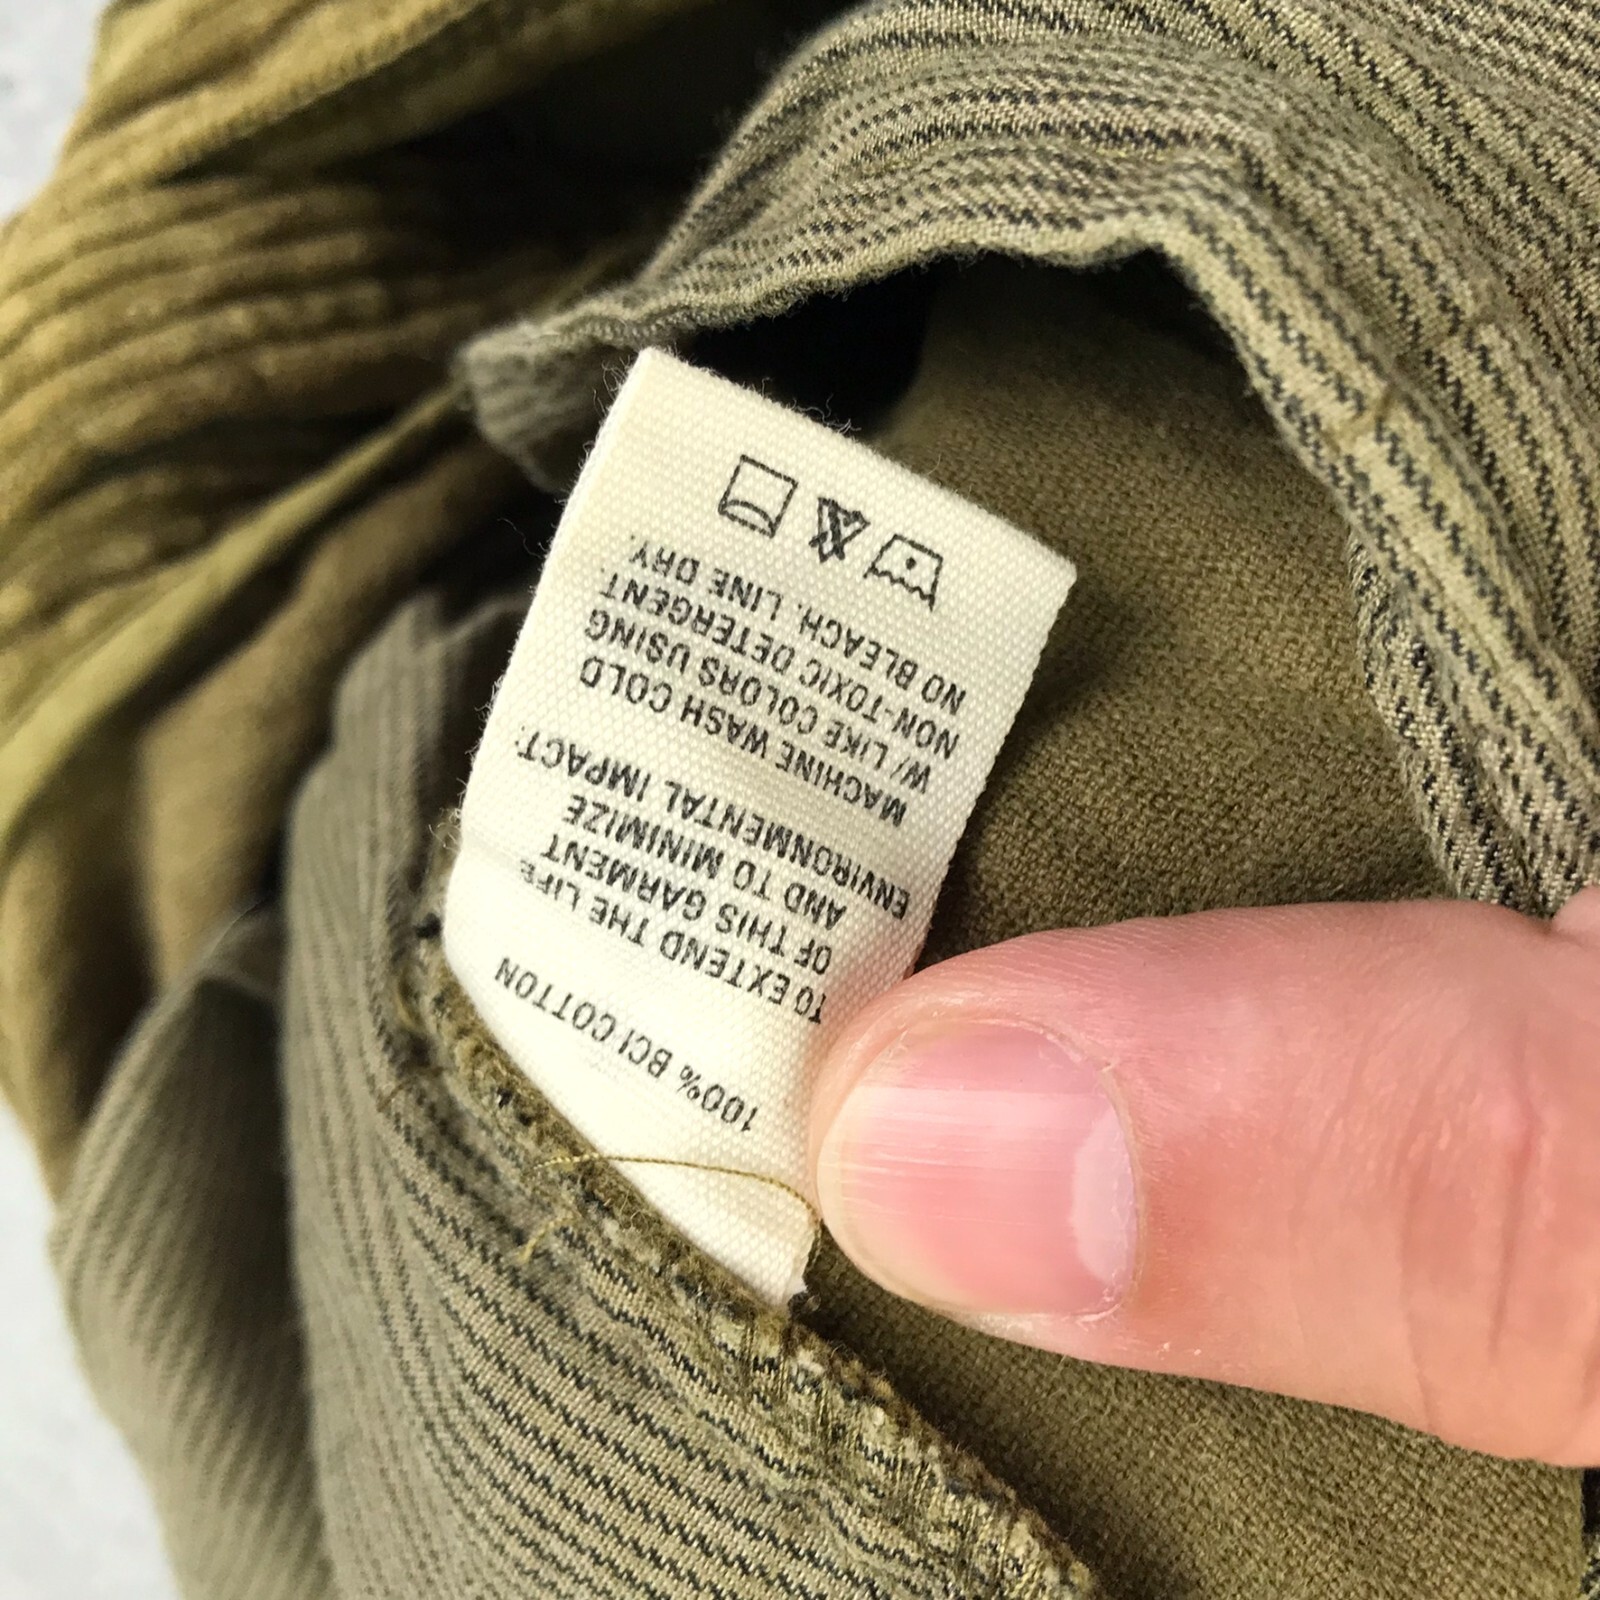 100% BCI COTTON
TO EXTEND THE LIFE
OF THIS GARMENT
AND TO MINIMIZE
ENVIRONMENTAL IMPACT:
MACHINE WASH COLD
W/ LIKE COLORS USING
NON-TOXIC DETERGENT
NO BLEACH. LINE DRY.